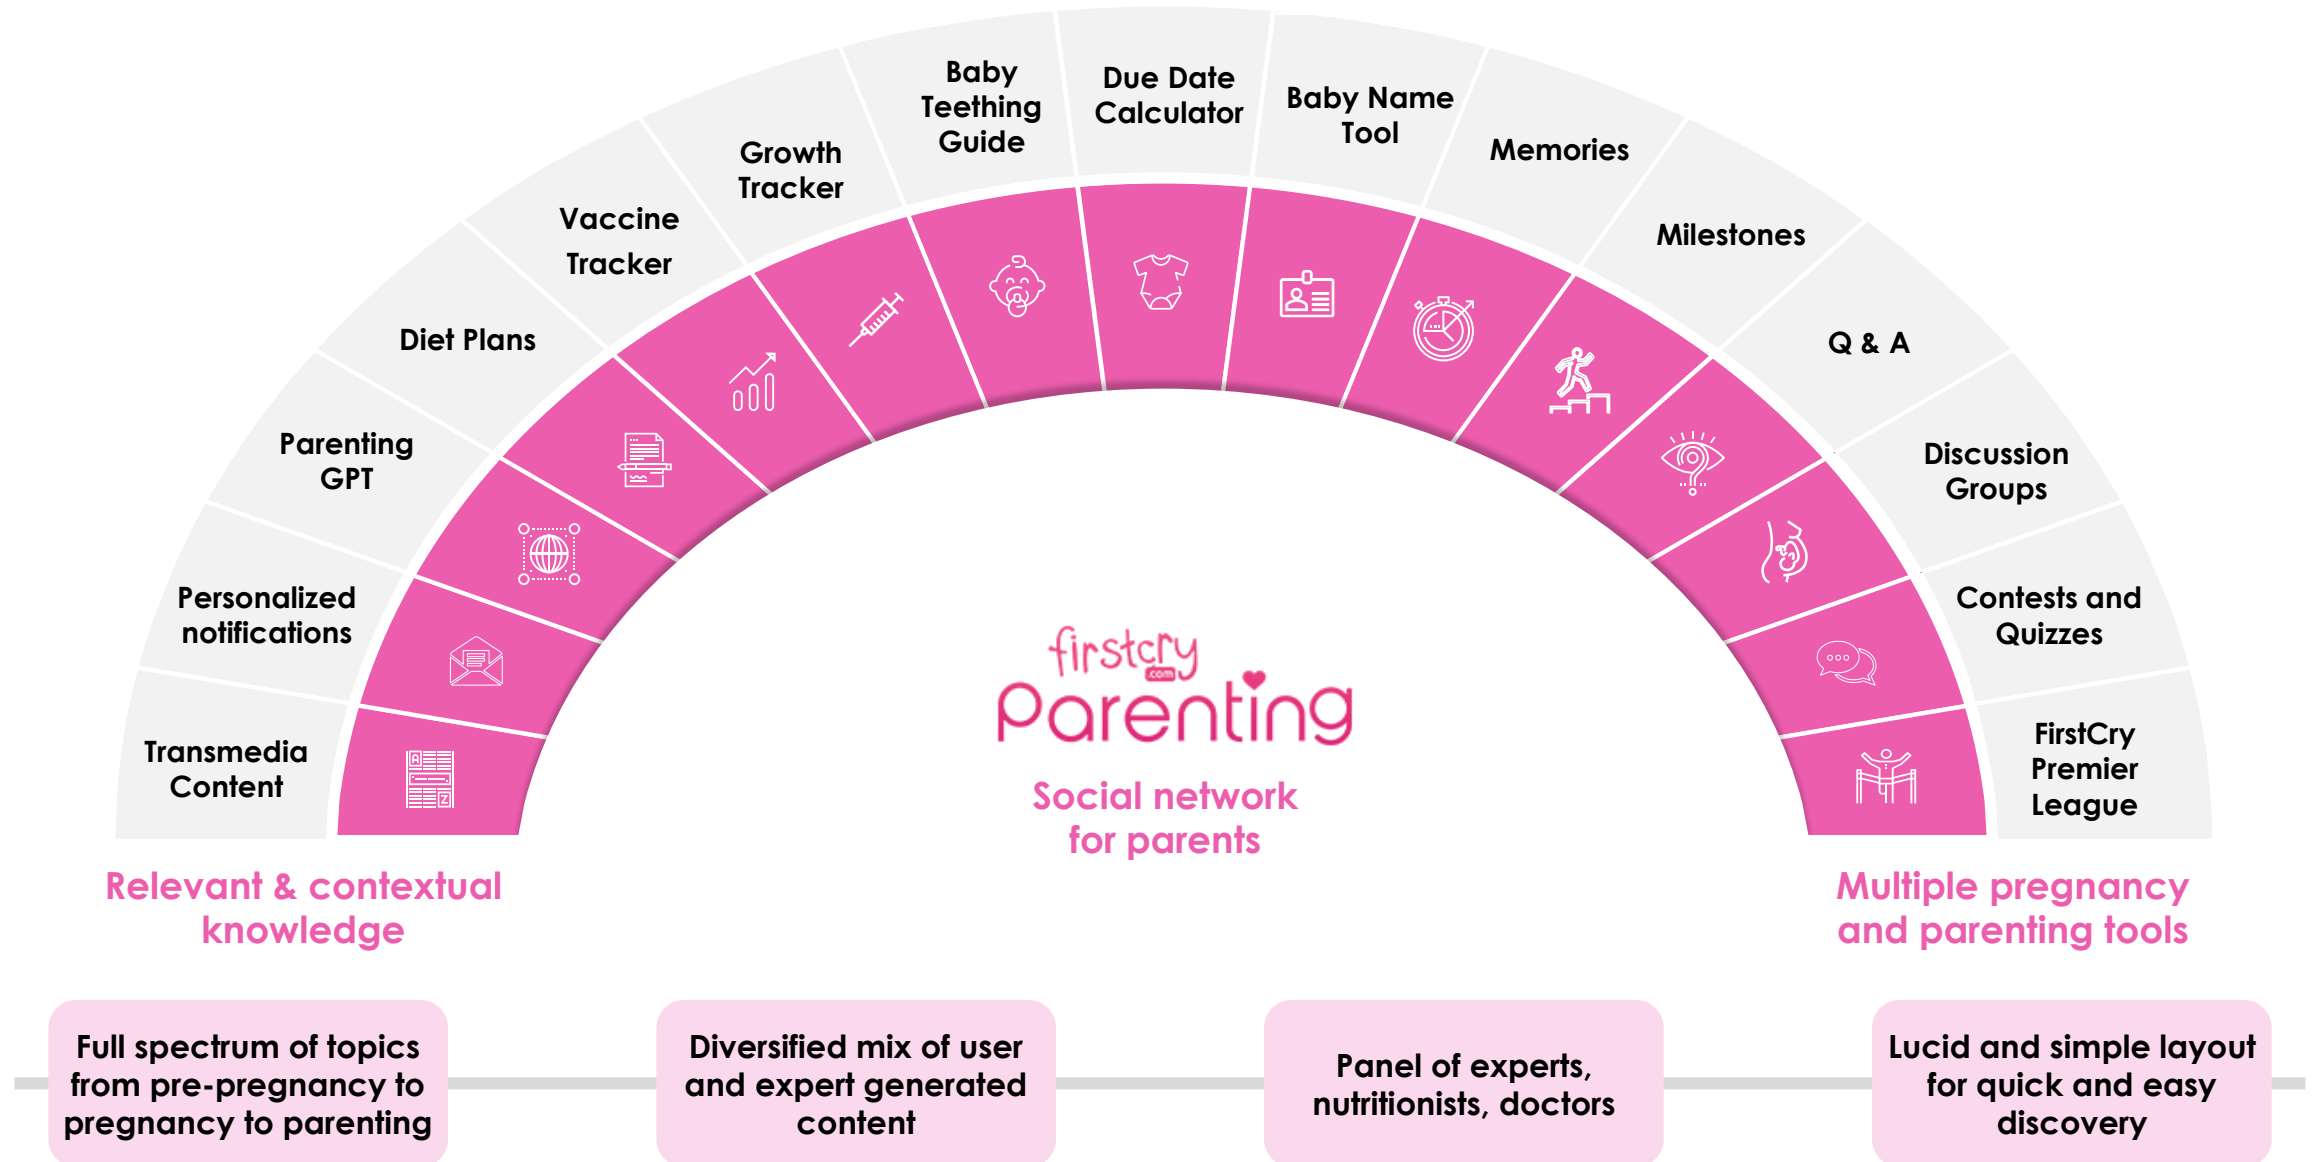 Baby
Teething
Guide
Due Date
Calculator
Baby Name
Tool
Memories
Growth
Tracker
Milestones
Vaccine
Tracker
Q & A
Diet Plans
Discussion
Groups
Parenting
GPT
Contests and
Quizzes
Personalized
notifications
FirstCry
Premier
League
Transmedia
Content
A
Z
firstcry
.com
Parenting
Social network
for parents
Relevant & contextual
knowledge
Multiple pregnancy
and parenting tools
Full spectrum of topics
from pre-pregnancy to
pregnancy to parenting
Diversified mix of user
and expert generated
content
Panel of experts,
nutritionists, doctors
Lucid and simple layout
for quick and easy
discovery